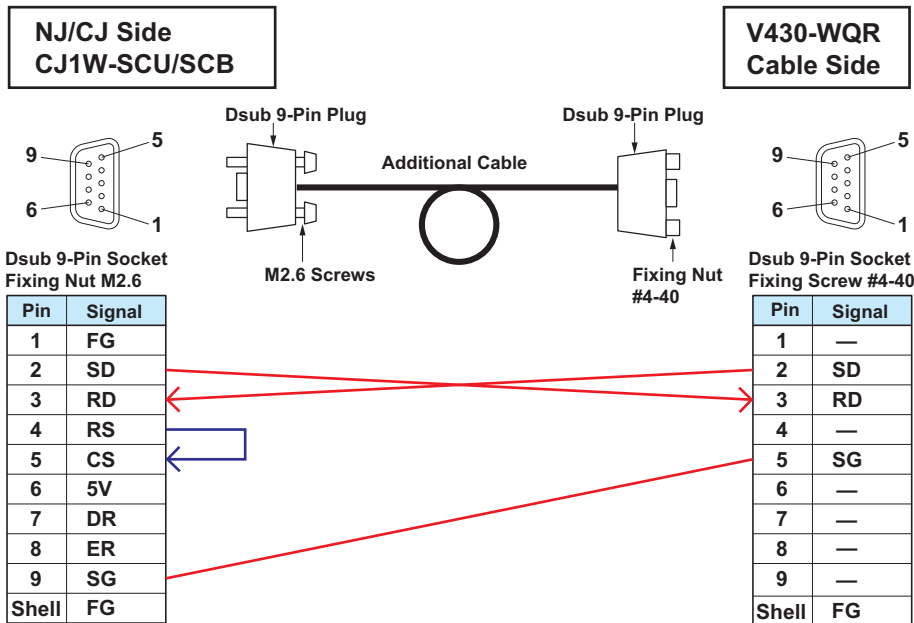 NJ/CJ Side
CJ1W-SCU/SCB
V430-WQR
Cable Side
Dsub 9-Pin Plug
Dsub 9-Pin Plug
Additional Cable
9
5
6
1
9
5
6
1
M2.6 Screws
Fixing Nut
#4-40
Dsub 9-Pin Socket
Fixing Nut M2.6
Dsub 9-Pin Socket
Fixing Screw #4-40
Pin Signal
1 FG
2 SD
3 RD
4 RS
5 CS
6 5V
7 DR
8 ER
9 SG
Shell FG
Pin Signal
1 —
2 SD
3 RD
4 —
5 SG
6 —
7 —
8 —
9 —
Shell FG